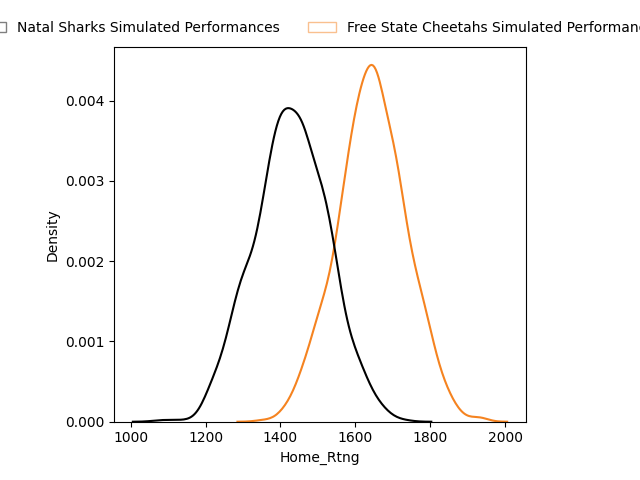 Natal Sharks Simulated Performances
Free State Cheetahs Simulated
Density
0.004
0.003
0.002
0.001
0.000
1000 1200 1400 1600 1800 2000
Home_Rtng